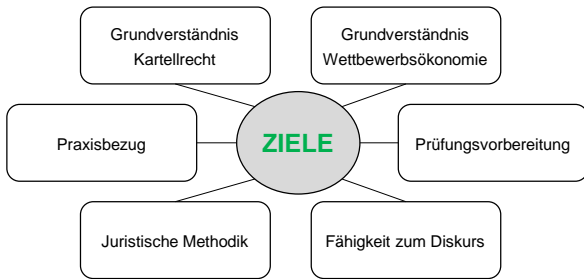 Grundverständnis
Kartellrecht
Grundverständnis
Wettbewerbsökonomie
Praxisbezug
ZIELE
Prüfungsvorbereitung
Juristische Methodik
Fähigkeit zum Diskurs